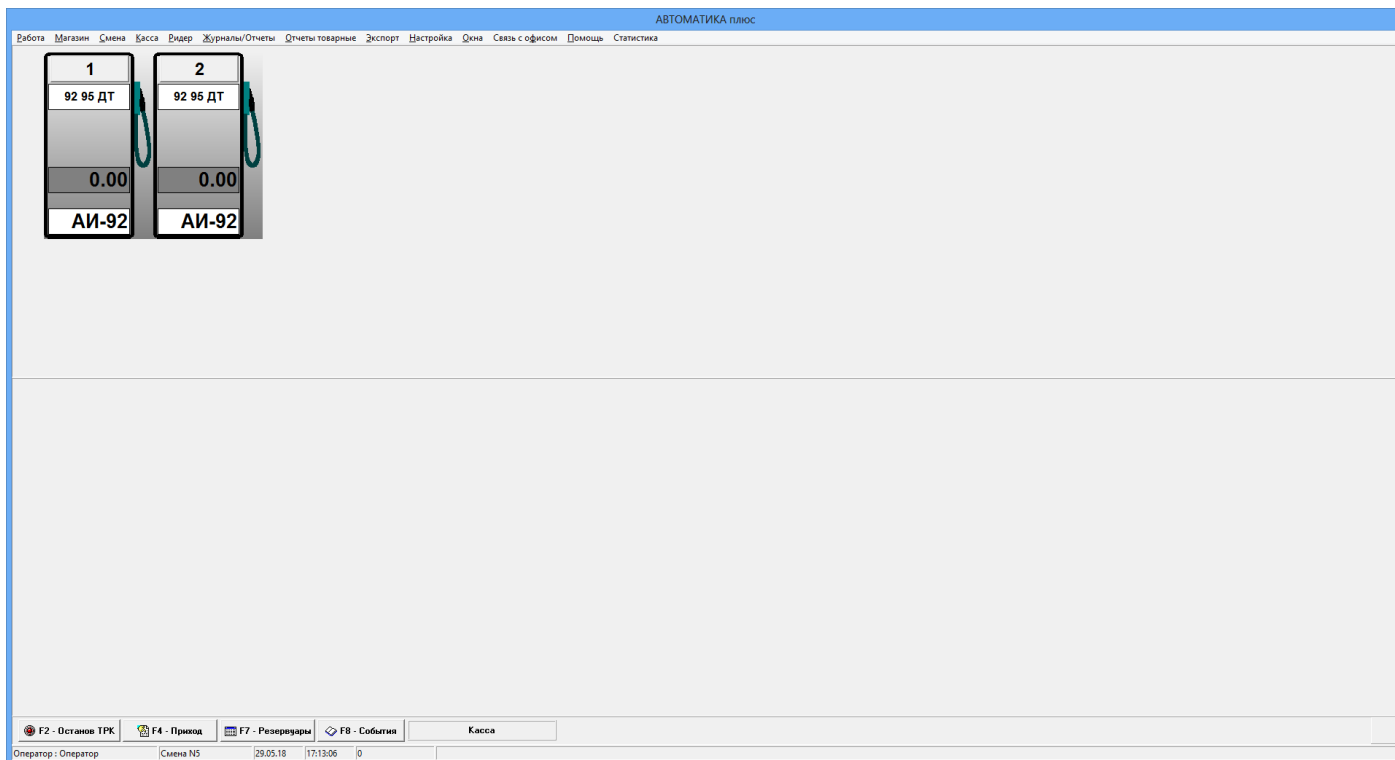 АВТОМАТИКА плюс
Работа Магазин Смена Касса Ридер Журналы/Отчеты Отчеты товарные Экспорт Настройка Окна Связь с офисом Помощь Статистика
1 2
92 95 ДТ 92 95 ДТ
0.00 0.00
АИ-92 АИ-92
F2 - Останов ТРК F4 - Приход F7 - Резервуары F8 - События Касса
Оператор : Оператор Смена N5 29.05.18 17:13:06 0